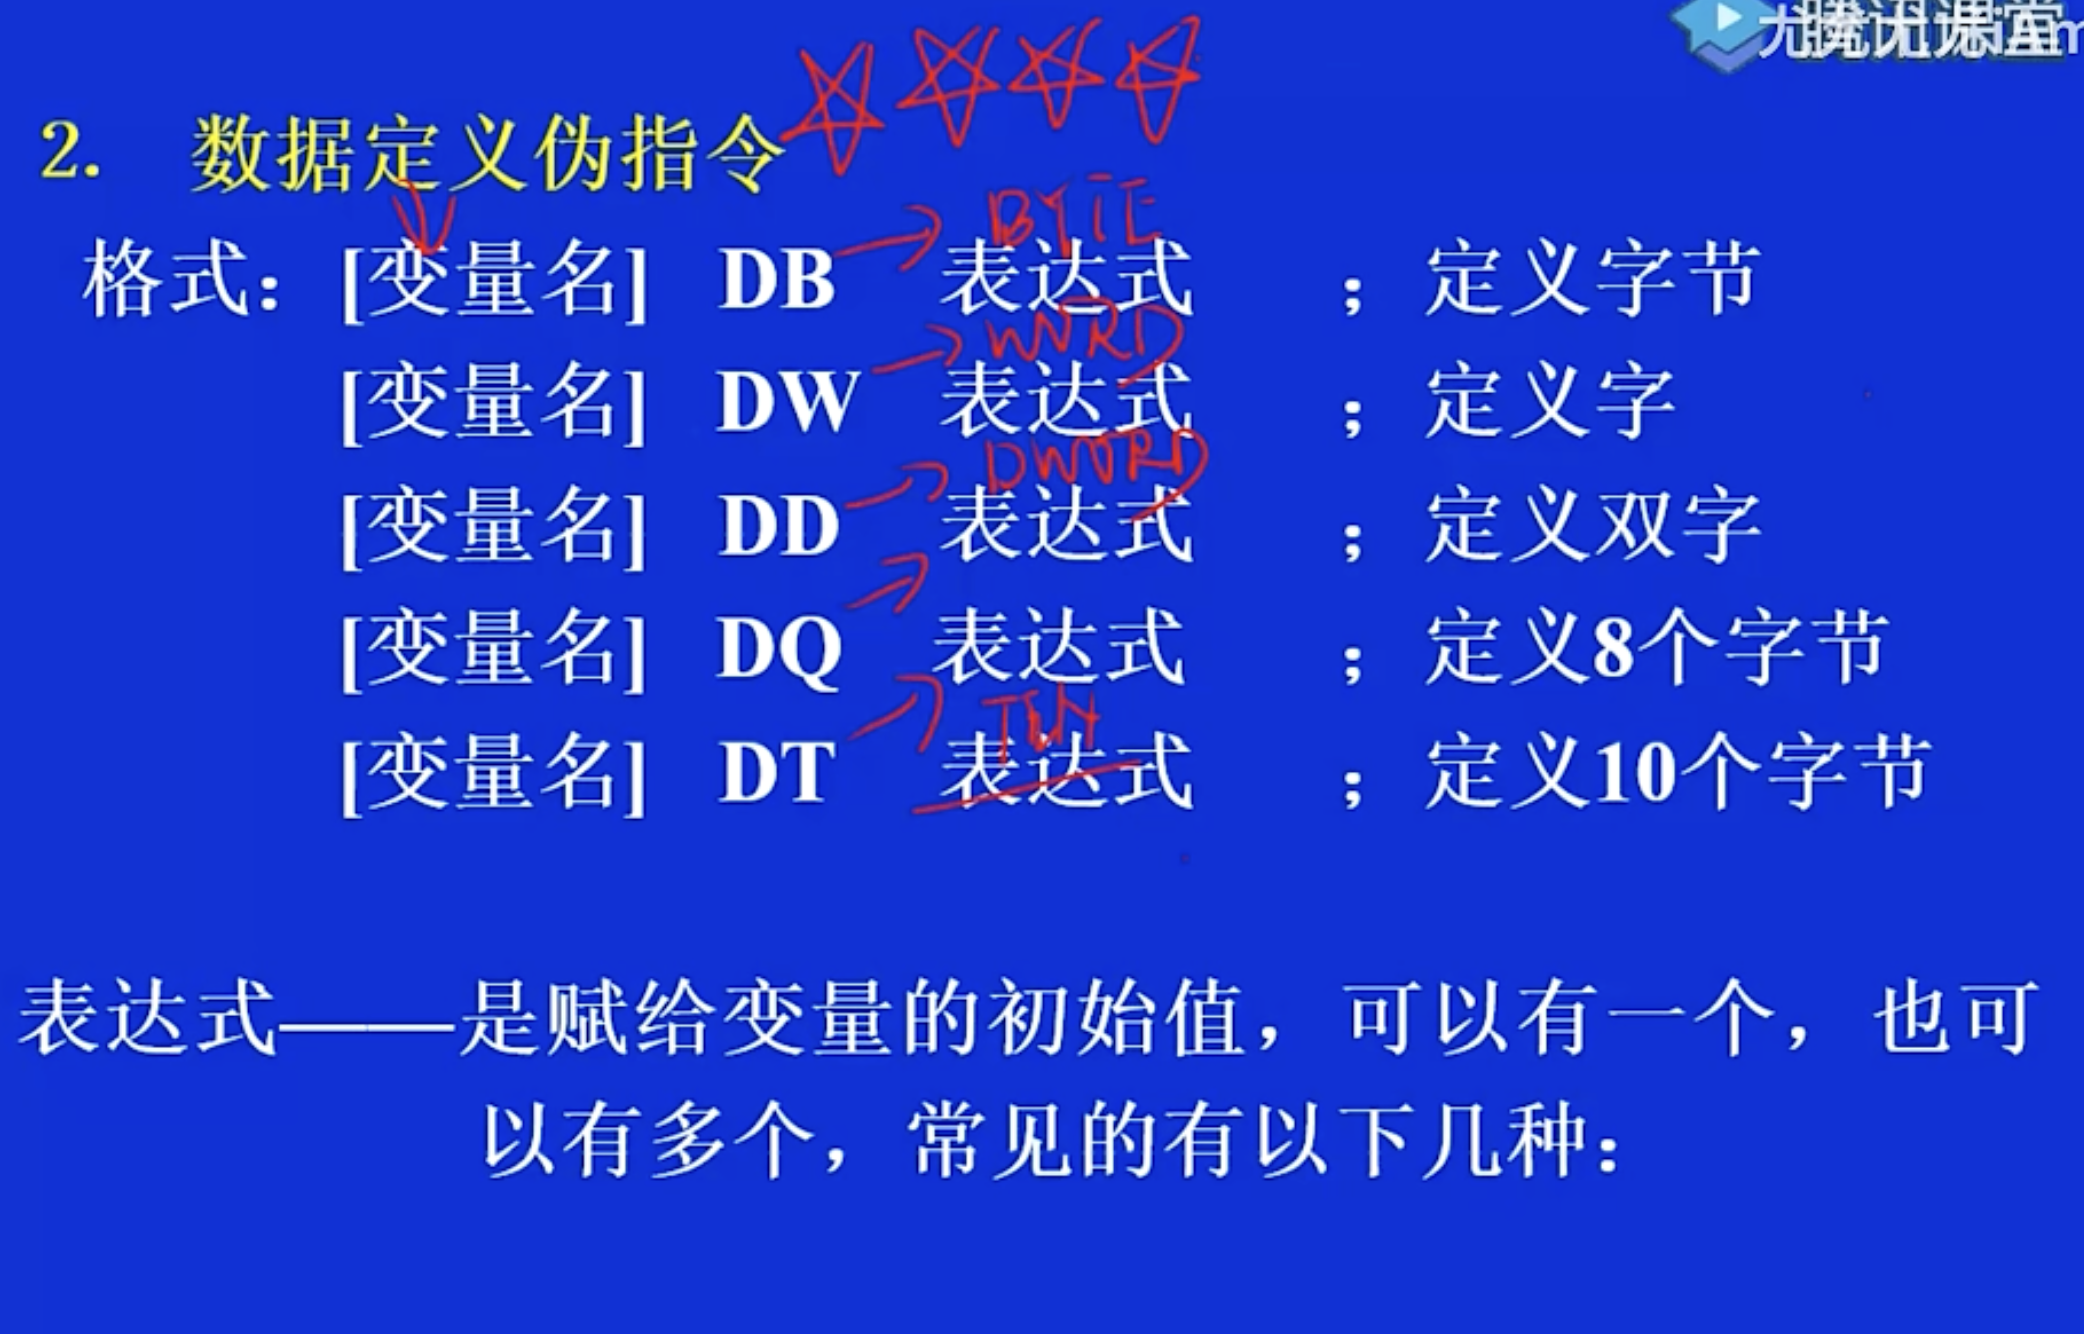 腾讯课堂
2. 数据定义伪指令
格式：[变量名] DB 表达式 ；定义字节
BYTE
[变量名] DW 表达式 ；定义字
WORD
[变量名] DD 表达式 ；定义双字
DWORD
[变量名] DQ 表达式 ；定义8个字节
[变量名] DT 表达式 ；定义10个字节
TEN
表达式——是赋给变量的初始值，可以有一个，也可
以有多个，常见的有以下几种：